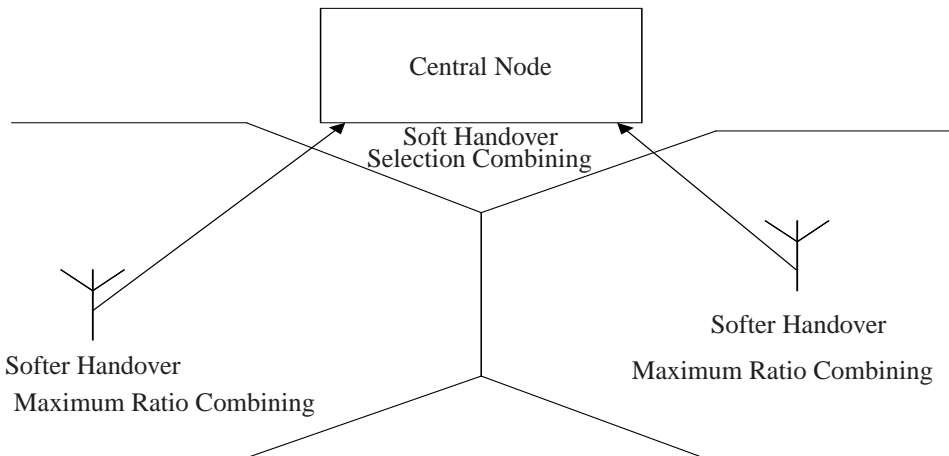 Central Node
Soft Handover
Selection Combining
Softer Handover
Maximum Ratio Combining
Softer Handover
Maximum Ratio Combining